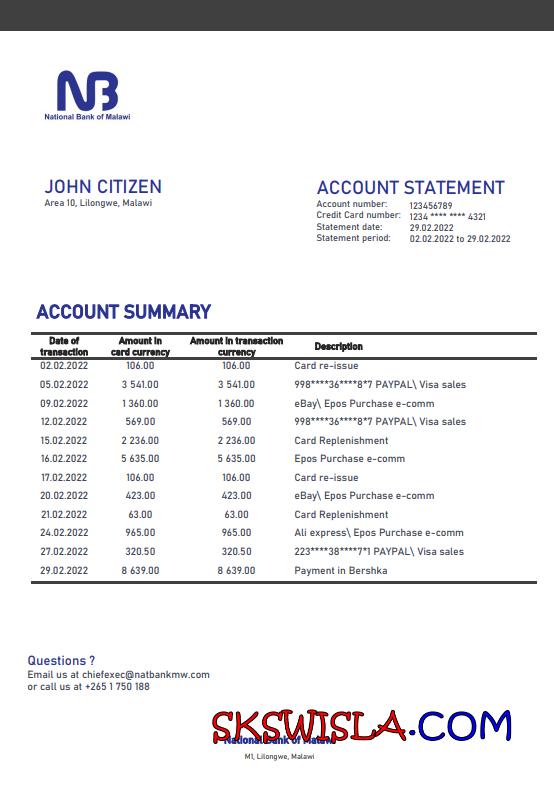 NB
National Bank of Malawi
JOHN CITIZEN
Area 10, Lilongwe, Malawi
ACCOUNT STATEMENT
Account number: 123456789
Credit Card number: 1234 **** **** 4321
Statement date: 29.02.2022
Statement period: 02.02.2022 to 29.02.2022
ACCOUNT SUMMARY
Date of transaction Amount in card currency Amount in transaction currency Description
02.02.2022 106.00 106.00 Card re-issue
05.02.2022 3 541.00 3 541.00 998****36****8*7 PAYPAL\ Visa sales
09.02.2022 1 360.00 1 360.00 eBay\ Epos Purchase e-comm
12.02.2022 569.00 569.00 998****36****8*7 PAYPAL\ Visa sales
15.02.2022 2 236.00 2 236.00 Card Replenishment
16.02.2022 5 635.00 5 635.00 Epos Purchase e-comm
17.02.2022 106.00 106.00 Card re-issue
20.02.2022 423.00 423.00 eBay\ Epos Purchase e-comm
21.02.2022 63.00 63.00 Card Replenishment
24.02.2022 965.00 965.00 Ali express\ Epos Purchase e-comm
27.02.2022 320.50 320.50 223****38****7*1 PAYPAL\ Visa sales
29.02.2022 8 639.00 8 639.00 Payment in Bershka
Questions ?
Email us at chiefexec@natbankmw.com
or call us at +265 1 750 188
SKSWISLA.COM
National Bank of Malawi
M1, Lilongwe, Malawi